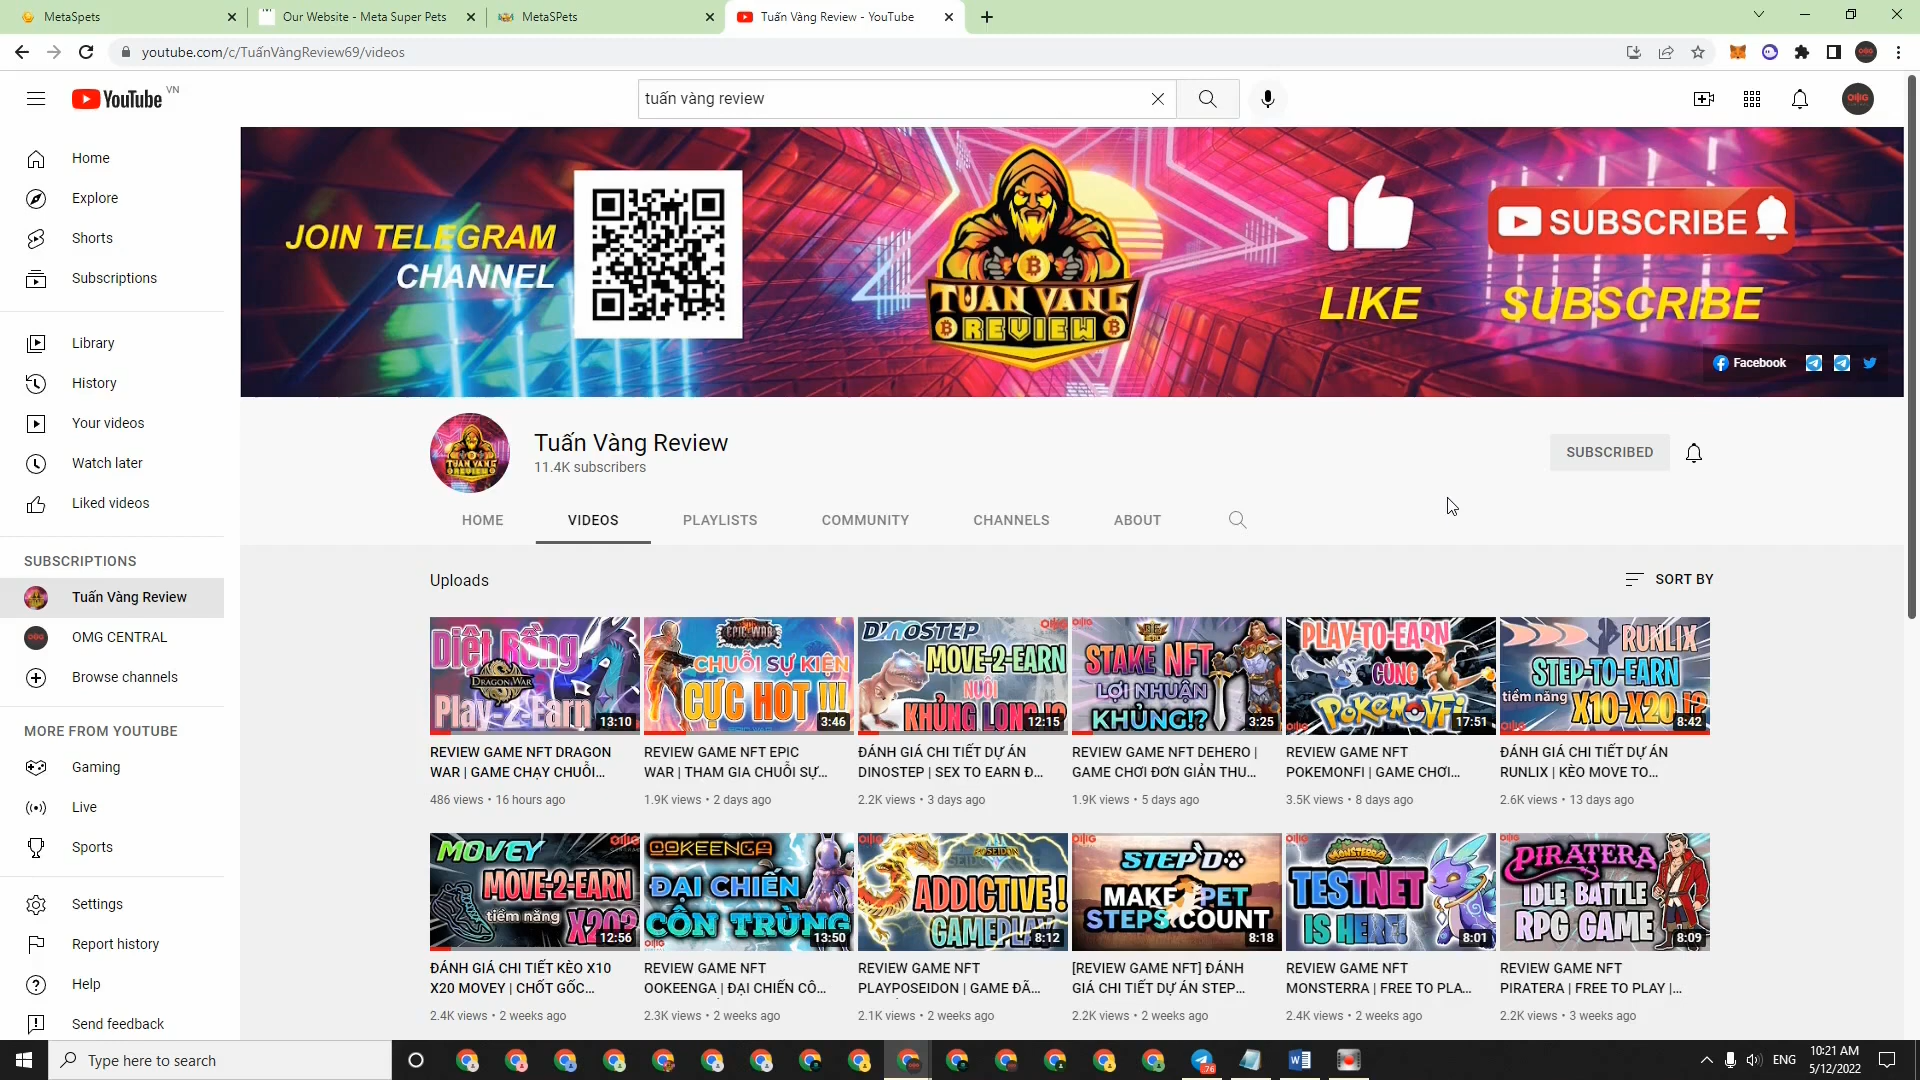 MetaSpets
Our Website - Meta Super Pets
MetaSPets
Tuấn Vàng Review - YouTube
youtube.com/c/TuấnVàngReview69/videos
YouTube VN
tuấn vàng review
Home
Explore
Shorts
Subscriptions
Library
History
Your videos
Watch later
Liked videos
SUBSCRIPTIONS
Tuấn Vàng Review
OMG CENTRAL
Browse channels
MORE FROM YOUTUBE
Gaming
Live
Sports
Settings
Report history
Help
Send feedback
JOIN TELEGRAM
CHANNEL
TUAN VANG
REVIEW
LIKE
SUBSCRIBE
SUBSCRIBE
Facebook
Tuấn Vàng Review
11.4K subscribers
SUBSCRIBED
HOME
VIDEOS
PLAYLISTS
COMMUNITY
CHANNELS
ABOUT
Uploads
SORT BY
Diệt Rồng
DRAGON WAR
Play-2-Earn
13:10
REVIEW GAME NFT DRAGON
WAR | GAME CHẠY CHUỖI...
486 views • 16 hours ago
EPIC WAR
CHUỖI SỰ KIỆN
CỰC HOT !!!
3:46
REVIEW GAME NFT EPIC
WAR | THAM GIA CHUỖI SỰ...
1.9K views • 2 days ago
DINOSTEP
MOVE-2-EARN
NUÔI
KHỦNG LONG !?
12:15
ĐÁNH GIÁ CHI TIẾT DỰ ÁN
DINOSTEP | SEX TO EARN Đ...
2.2K views • 3 days ago
STAKE NFT
LỢI NHUẬN
KHỦNG!?
3:25
REVIEW GAME NFT DEHERO |
GAME CHƠI ĐƠN GIẢN THU...
1.9K views • 5 days ago
PLAY-TO-EARN
CÙNG
POKEMONFI
17:51
REVIEW GAME NFT
POKEMONFI | GAME CHƠI...
3.5K views • 8 days ago
RUNLIX
STEP-TO-EARN
tiềm năng
X10-X20 !?
8:42
ĐÁNH GIÁ CHI TIẾT DỰ ÁN
RUNLIX | KÈO MOVE TO...
2.6K views • 13 days ago
MOVEY
MOVE-2-EARN
tiềm năng
X20?
12:56
ĐÁNH GIÁ CHI TIẾT KÈO X10
X20 MOVEY | CHỐT GỐC...
2.4K views • 2 weeks ago
OOKEENGA
ĐẠI CHIẾN
CÔN TRÙNG
13:50
REVIEW GAME NFT
OOKEENGA | ĐẠI CHIẾN CÔ...
2.3K views • 2 weeks ago
POSEIDON
ADDICTIVE!
GAMEPLAY
8:12
REVIEW GAME NFT
PLAYPOSEIDON | GAME ĐÃ...
2.1K views • 2 weeks ago
STEP'D
MAKE PET
STEPS COUNT
8:18
[REVIEW GAME NFT] ĐÁNH
GIÁ CHI TIẾT DỰ ÁN STEP...
2.2K views • 2 weeks ago
MONSTERRA
TESTNET
IS HERE!
8:01
REVIEW GAME NFT
MONSTERRA | FREE TO PLA...
2.4K views • 2 weeks ago
PIRATERA
IDLE BATTLE
RPG GAME
8:09
REVIEW GAME NFT
PIRATERA | FREE TO PLAY |...
2.2K views • 3 weeks ago
Type here to search
76
ENG
10:21 AM
5/12/2022